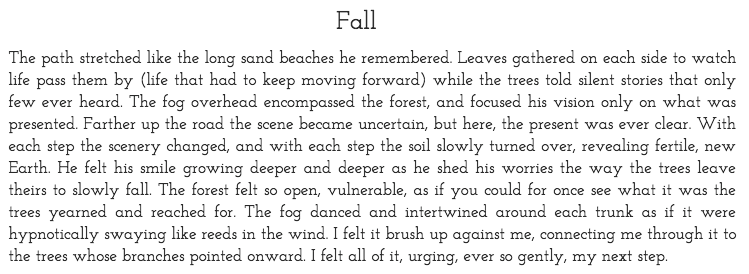 Fall
The path stretched like the long sand beaches he remembered. Leaves gathered on each side to watch
life pass them by (life that had to keep moving forward) while the trees told silent stories that only
few ever heard. The fog overhead encompassed the forest, and focused his vision only on what was
presented. Farther up the road the scene became uncertain, but here, the present was ever clear. With
each step the scenery changed, and with each step the soil slowly turned over, revealing fertile, new
Earth. He felt his smile growing deeper and deeper as he shed his worries the way the trees leave
theirs to slowly fall. The forest felt so open, vulnerable, as if you could for once see what it was the
trees yearned and reached for. The fog danced and intertwined around each trunk as if it were
hypnotically swaying like reeds in the wind. I felt it brush up against me, connecting me through it to
the trees whose branches pointed onward. I felt all of it, urging, ever so gently, my next step.